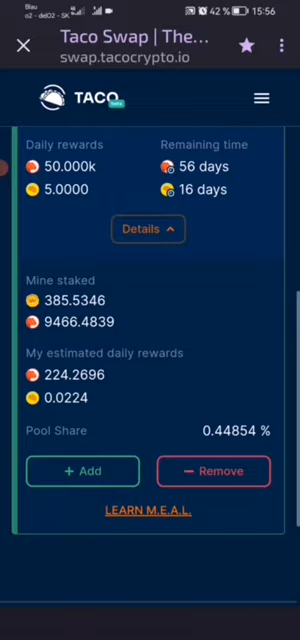 Blau
o2 - de
42 %
15:56
Taco Swap | The...
swap.tacocrypto.io
TACO
beta
Daily rewards
Remaining time
50.000k
56 days
5.0000
16 days
Details
Mine staked
385.5346
9466.4839
My estimated daily rewards
224.2696
0.0224
Pool Share
0.44854 %
+ Add
− Remove
LEARN M.E.A.L.